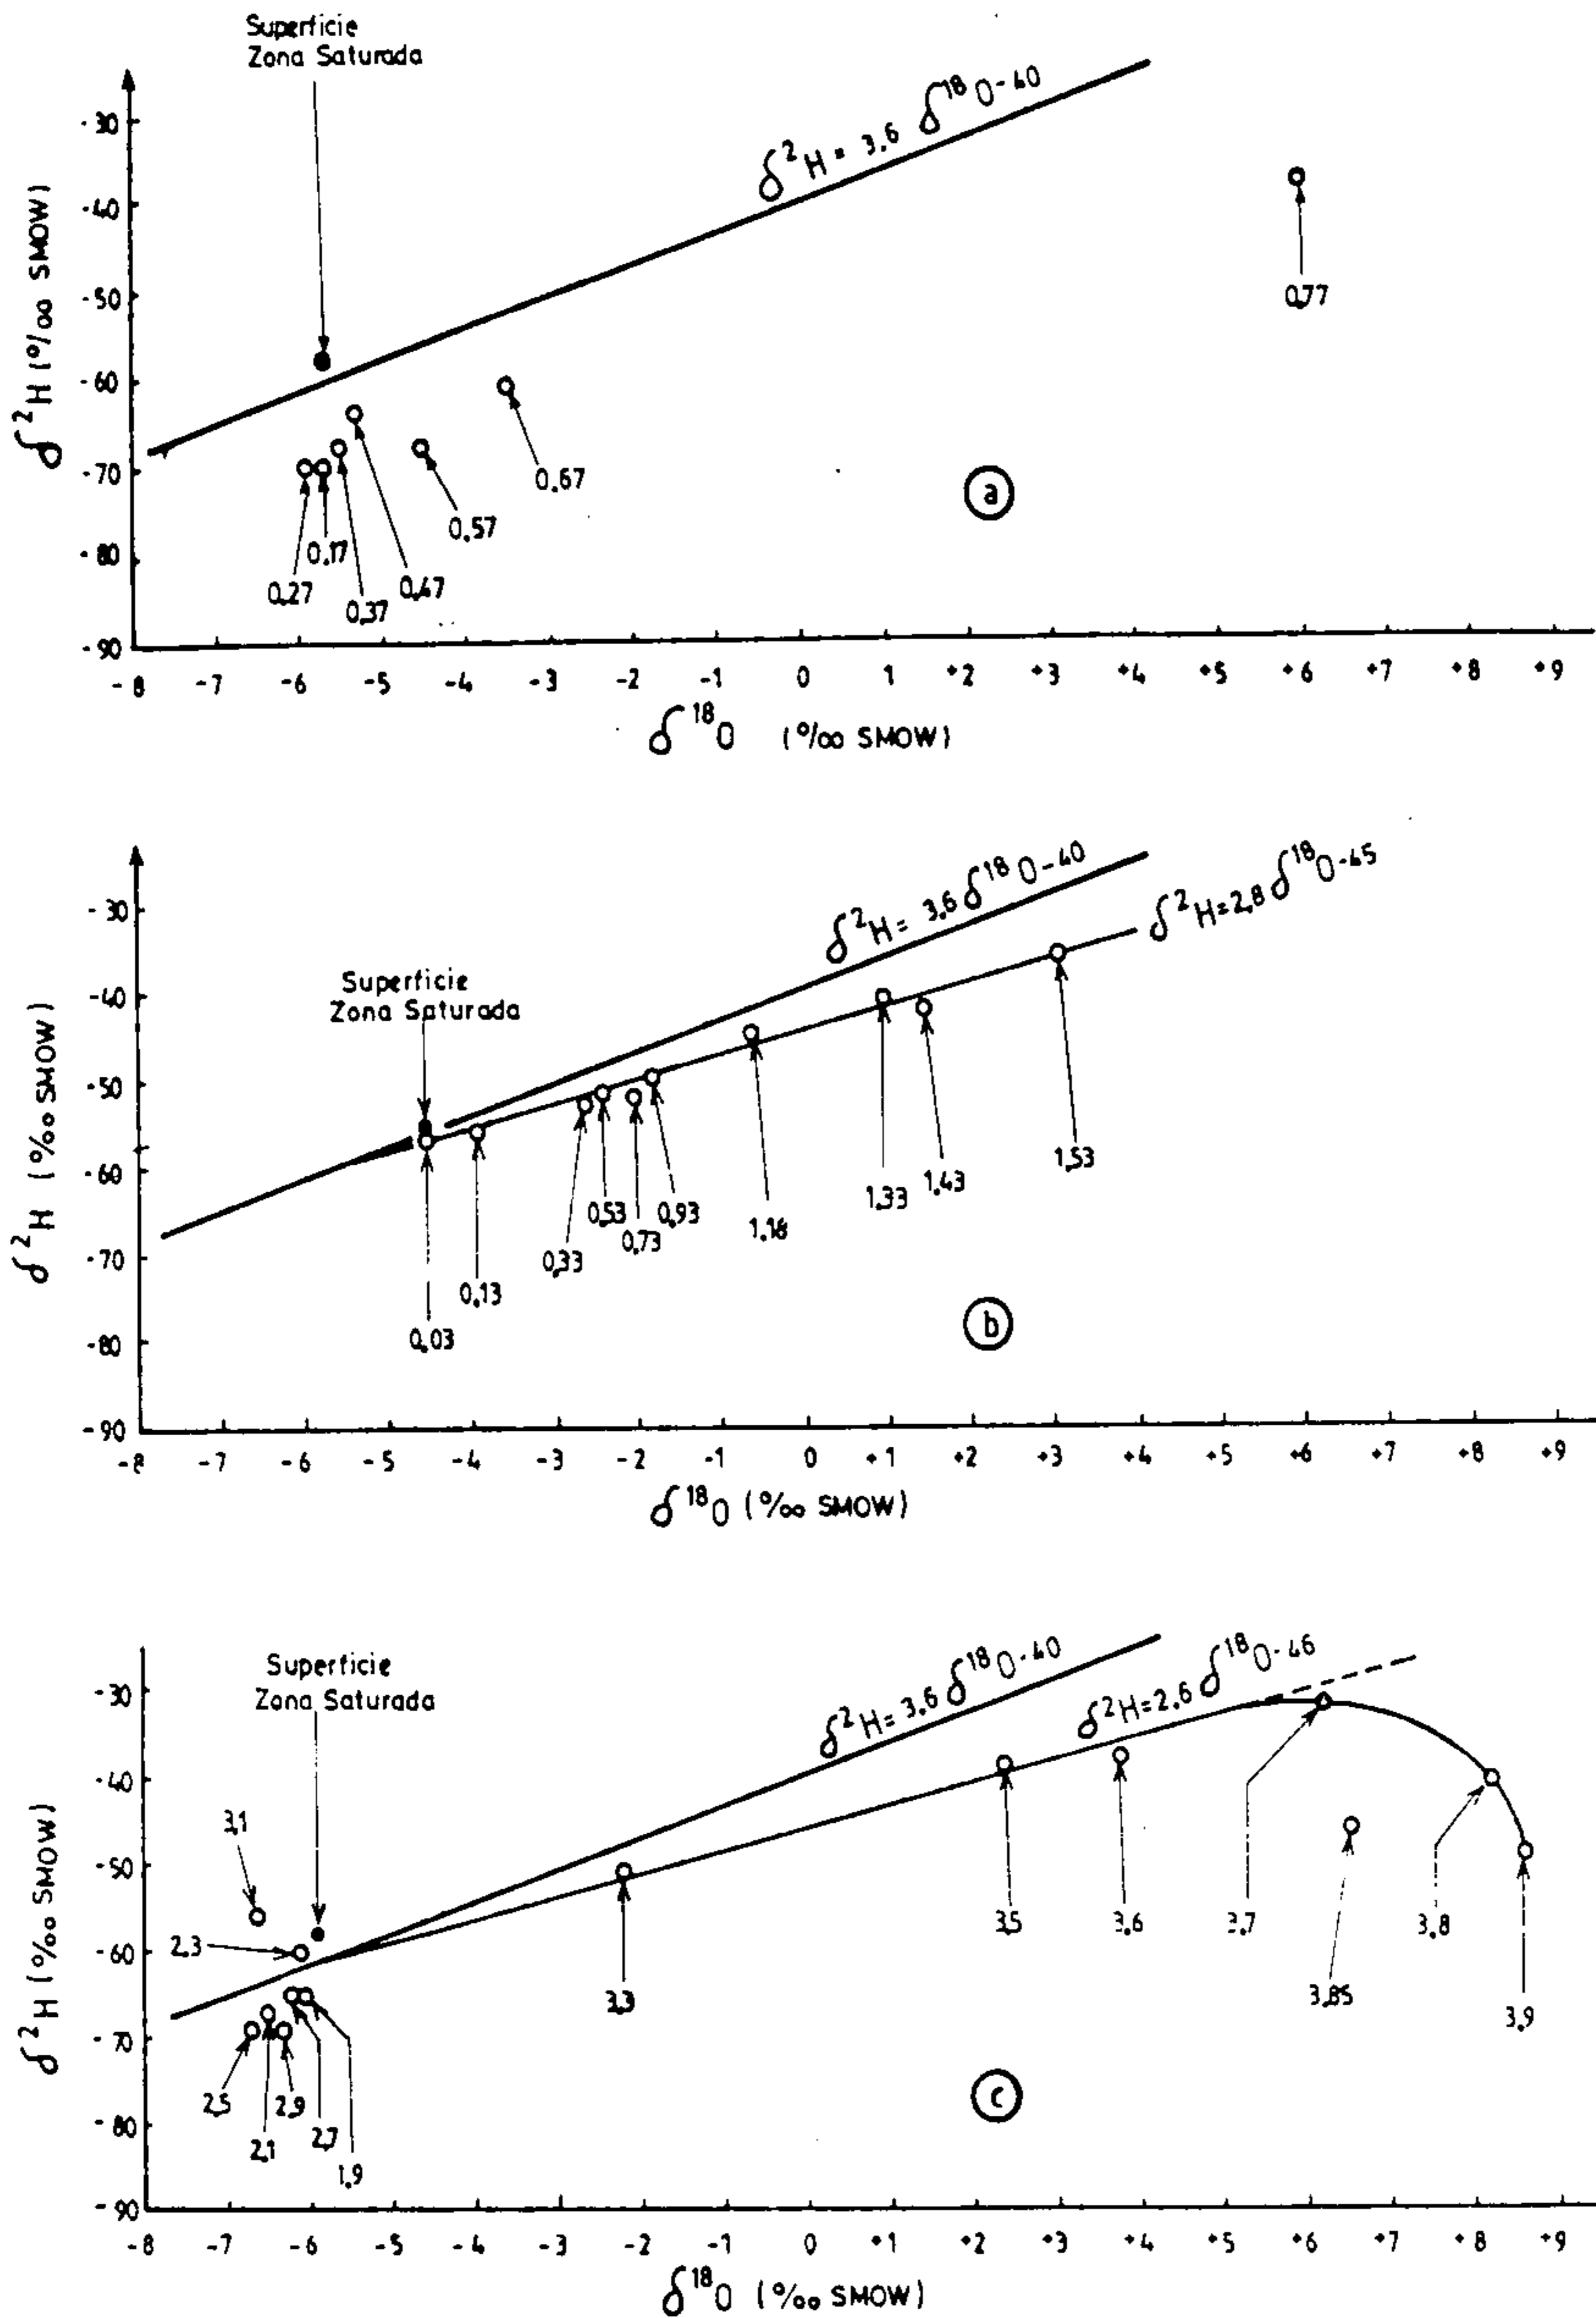 Superficie
Zona Saturada
δ²H = 3.6 δ¹⁸O-40
-30
-40
-50
-60
-70
-80
-90
δ²H (°/oo SMOW)
0.77
0.67
0.57
0.47
0.37
0.17
0.27
a
-8 -7 -6 -5 -4 -3 -2 -1 0 1 +2 +3 +4 +5 +6 +7 +8 +9
δ¹⁸O (°/oo SMOW)
δ²H = 3.6 δ¹⁸O-40
δ²H=2,8 δ¹⁸O-45
Superficie
Zona Saturada
-30
-40
-50
-60
-70
-80
-90
δ²H (°/oo SMOW)
1.53
1.33
1.43
0.53
0.93
1.18
0.73
0.33
0.13
0.03
b
-8 -7 -6 -5 -4 -3 -2 -1 0 +1 +2 +3 +4 +5 +6 +7 +8 +9
δ¹⁸O (°/oo SMOW)
Superficie
Zona Saturada
δ²H = 3.6 δ¹⁸O-40
δ²H=2.6 δ¹⁸O-46
-30
-40
-50
-60
-70
-80
-90
δ²H (°/oo SMOW)
3.1
2.3
3.5
3.6
3.7
3.8
3.3
3.85
3.9
2.5
2.9
2.1
2.7
1.9
c
-8 -7 -6 -5 -4 -3 -2 -1 0 +1 +2 +3 +4 +5 +6 +7 +8 +9
δ¹⁸O (°/oo SMOW)